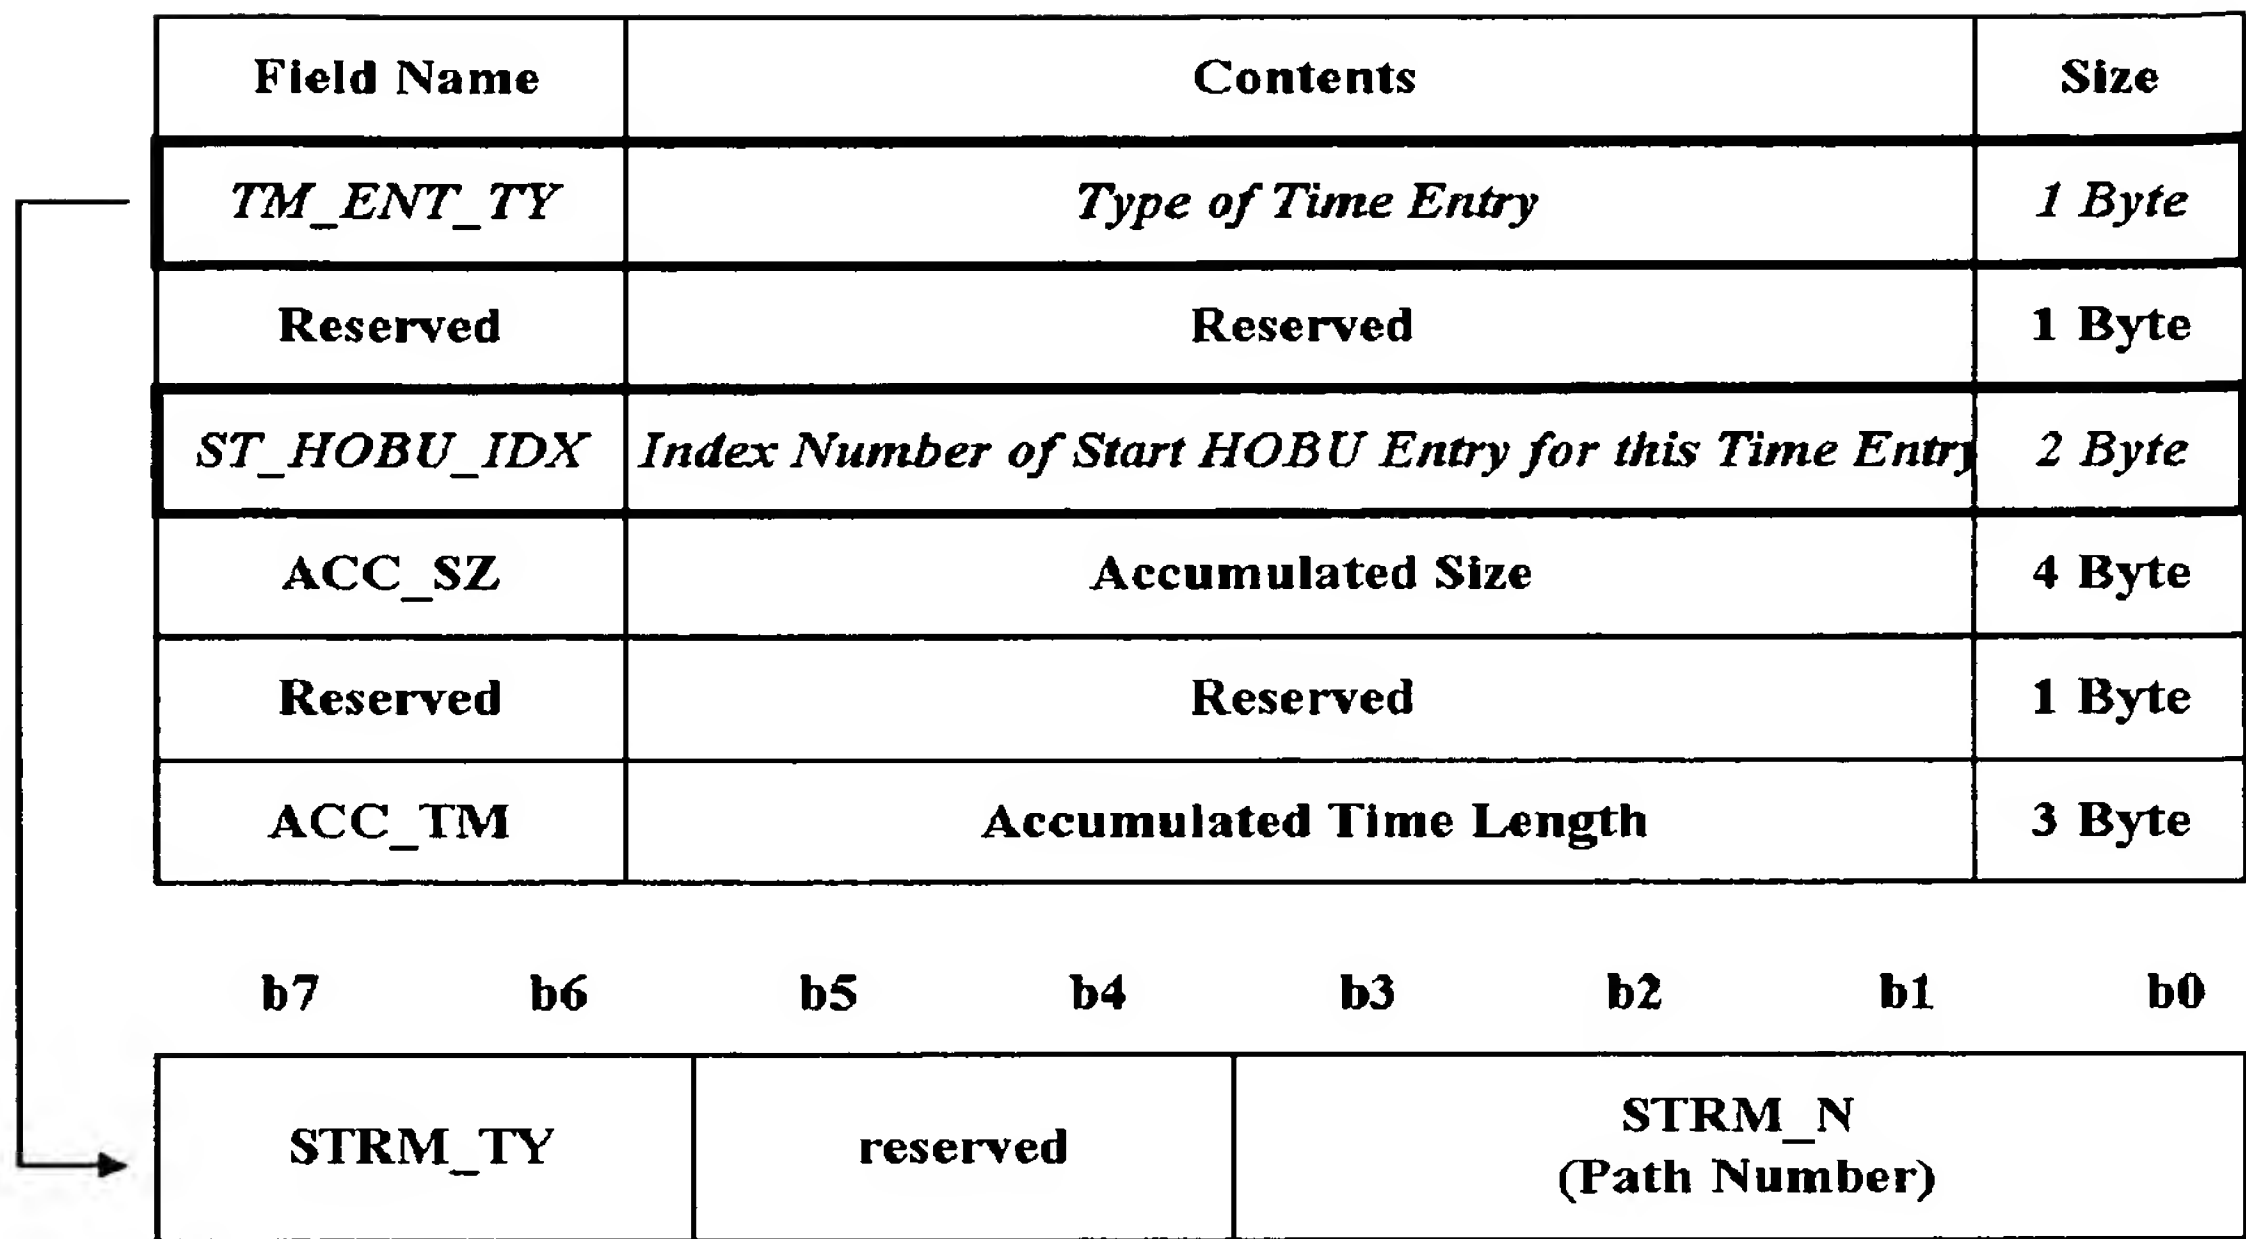 Field Name Contents Size
TM_ENT_TY Type of Time Entry 1 Byte
Reserved Reserved 1 Byte
ST_HOBU_IDX Index Number of Start HOBU Entry for this Time Entry 2 Byte
ACC_SZ Accumulated Size 4 Byte
Reserved Reserved 1 Byte
ACC_TM Accumulated Time Length 3 Byte
b7 b6 b5 b4 b3 b2 b1 b0
STRM_TY reserved STRM_N
(Path Number)